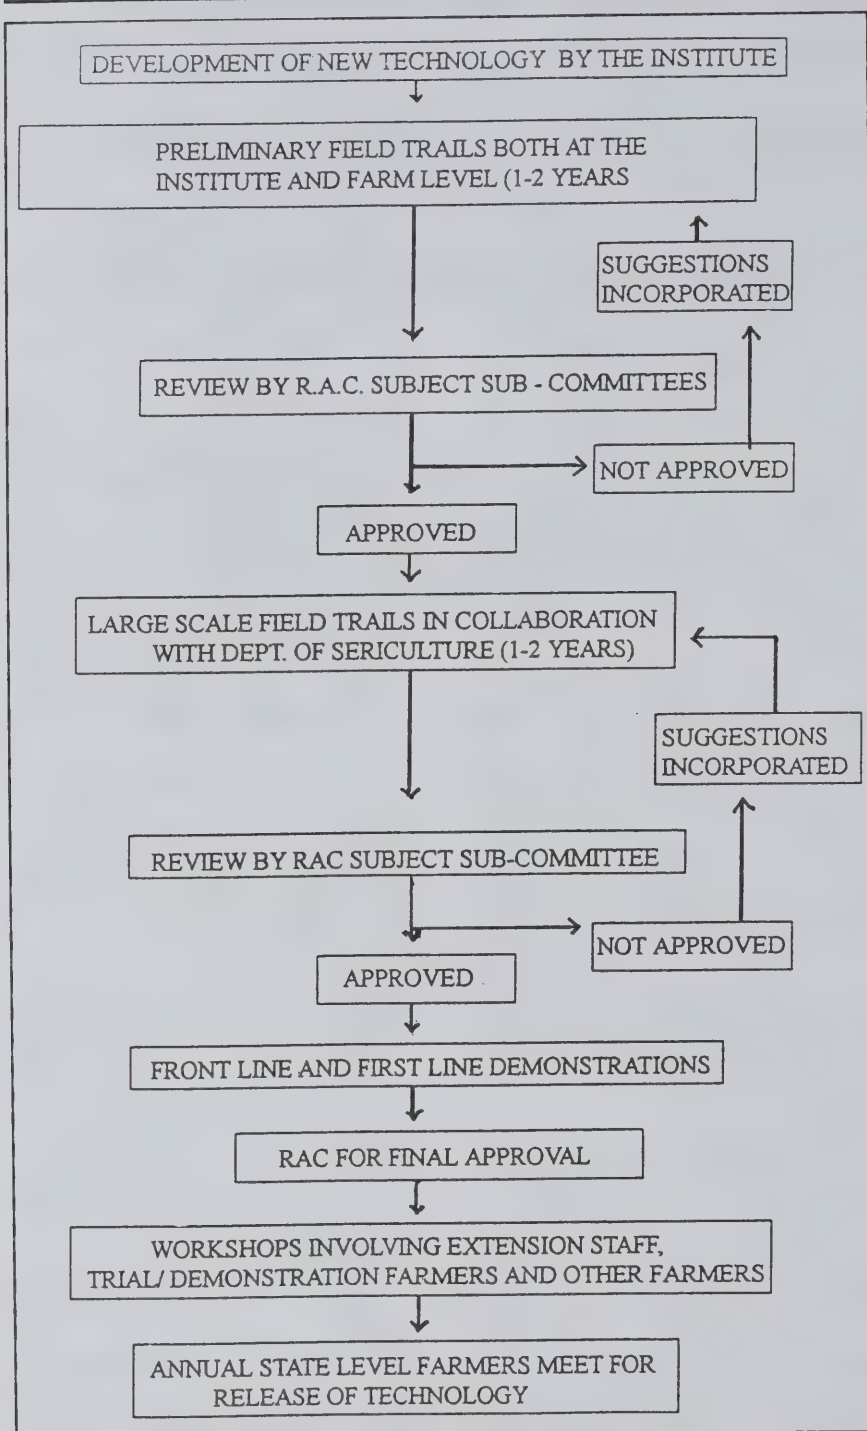 DEVELOPMENT OF NEW TECHNOLOGY BY THE INSTITUTE
PRELIMINARY FIELD TRAILS BOTH AT THE
INSTITUTE AND FARM LEVEL (1-2 YEARS
SUGGESTIONS
INCORPORATED
REVIEW BY R.A.C. SUBJECT SUB - COMMITTEES
NOT APPROVED
APPROVED
LARGE SCALE FIELD TRAILS IN COLLABORATION
WITH DEPT. OF SERICULTURE (1-2 YEARS)
SUGGESTIONS
INCORPORATED
REVIEW BY RAC SUBJECT SUB-COMMITTEE
NOT APPROVED
APPROVED
FRONT LINE AND FIRST LINE DEMONSTRATIONS
RAC FOR FINAL APPROVAL
WORKSHOPS INVOLVING EXTENSION STAFF,
TRIAL/ DEMONSTRATION FARMERS AND OTHER FARMERS
ANNUAL STATE LEVEL FARMERS MEET FOR
RELEASE OF TECHNOLOGY